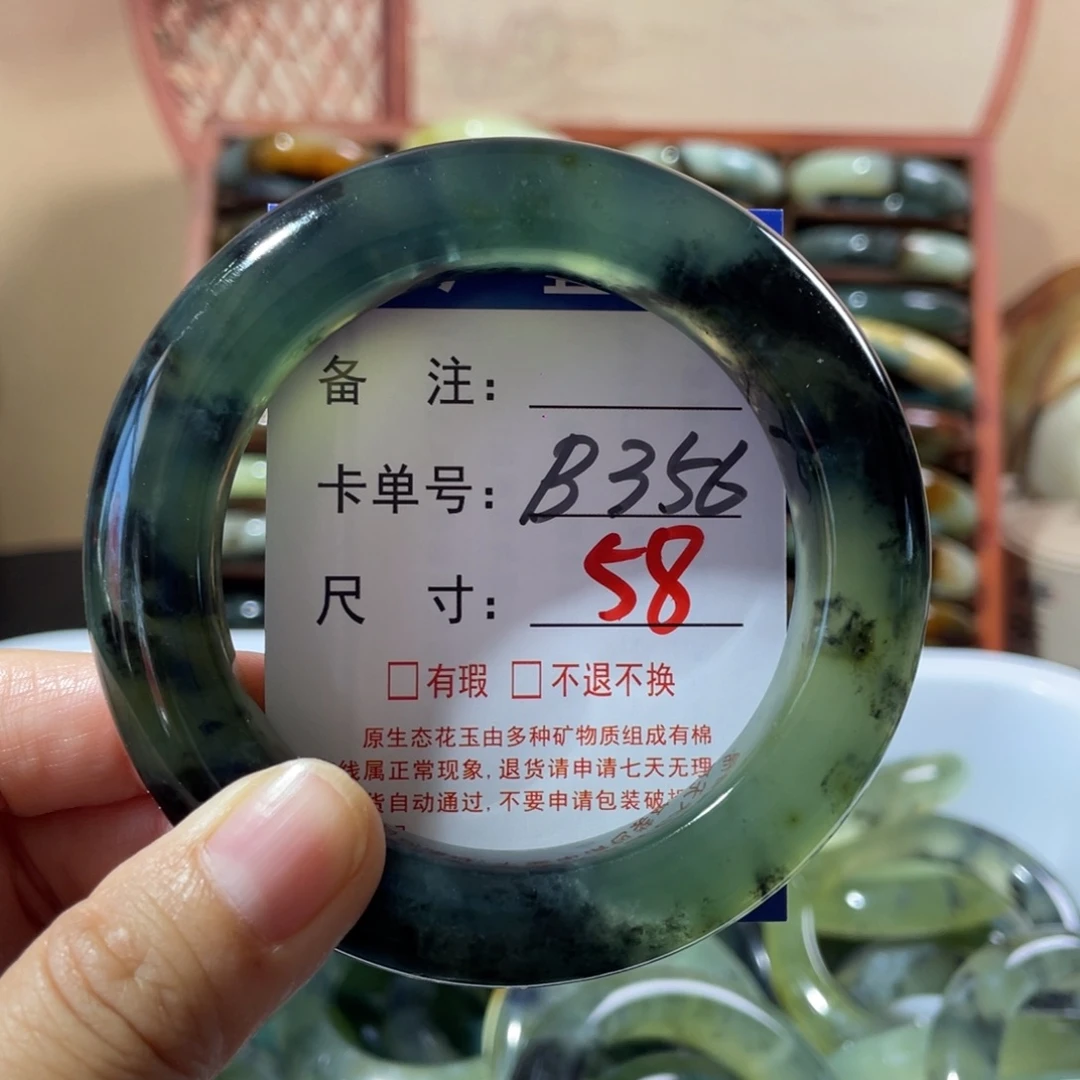 备 注:
卡单号: B356
尺 寸: 58
□有瑕 □不退不换
原生态花玉由多种矿物质组成有棉
线属正常现象, 退货请申请七天无理
货自动通过, 不要申请包装破